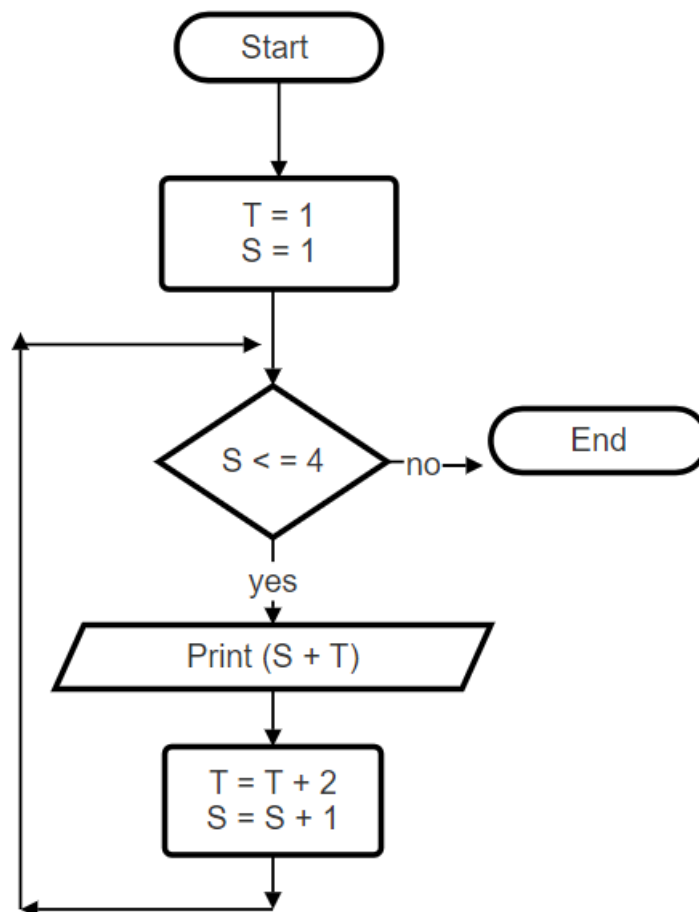 Start
T = 1
S = 1
S < = 4
no
End
yes
Print (S + T)
T = T + 2
S = S + 1